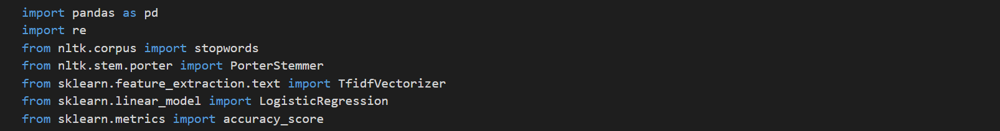 import pandas as pd
import re
from nltk.corpus import stopwords
from nltk.stem.porter import PorterStemmer
from sklearn.feature_extraction.text import TfidfVectorizer
from sklearn.linear_model import LogisticRegression
from sklearn.metrics import accuracy_score